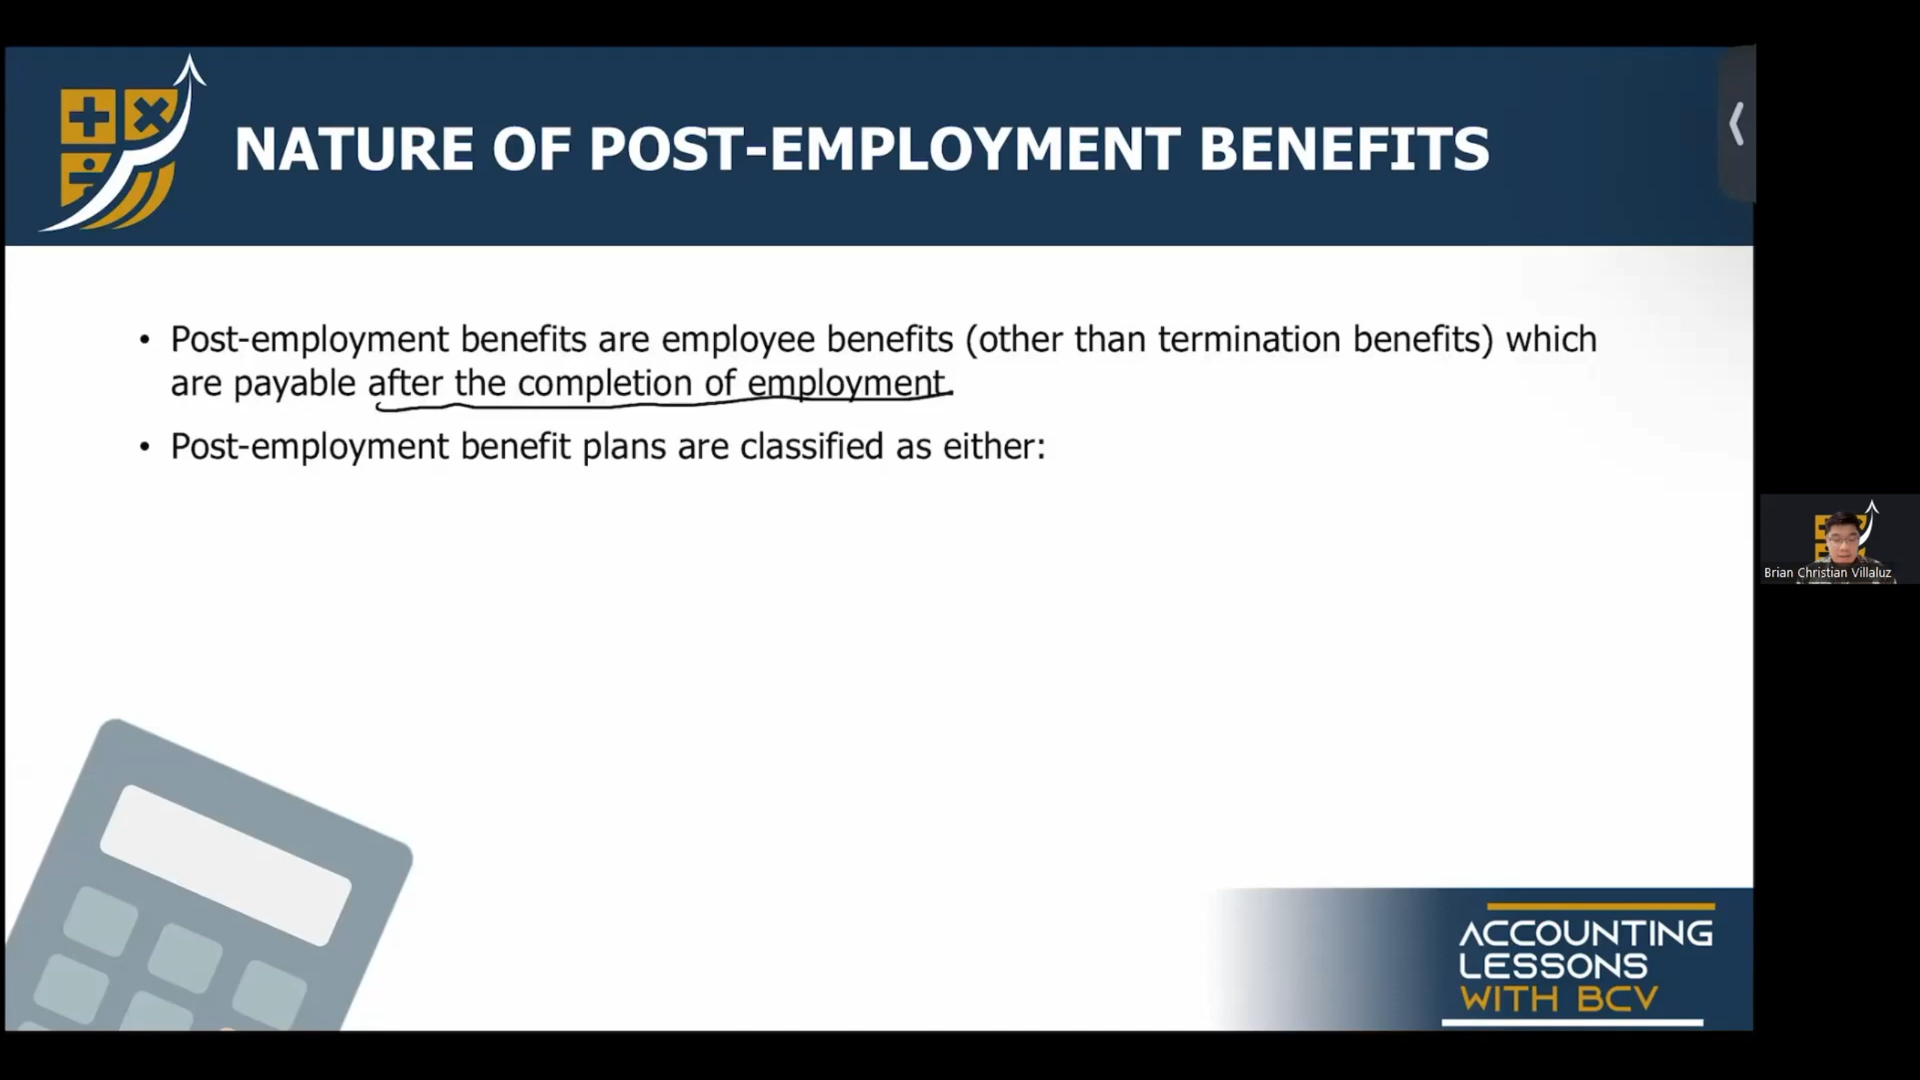 NATURE OF POST-EMPLOYMENT BENEFITS
• Post-employment benefits are employee benefits (other than termination benefits) which
are payable after the completion of employment.
• Post-employment benefit plans are classified as either:
Brian Christian Villaluz
ACCOUNTING
LESSONS
WITH BCV